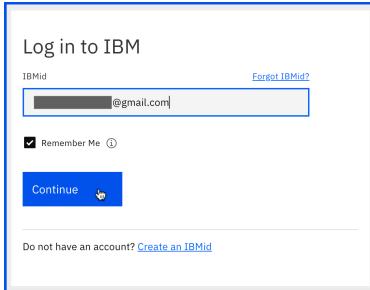 Log in to IBM
IBMid Forgot IBMid?
@gmail.com
Remember Me
Continue
Do not have an account? Create an IBMid